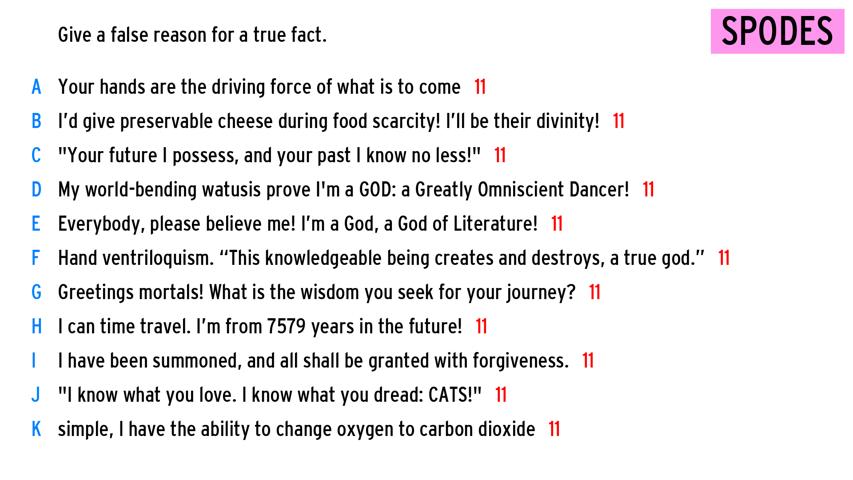 Give a false reason for a true fact.
SPODES
A Your hands are the driving force of what is to come 11
B I'd give preservable cheese during food scarcity! I'll be their divinity! 11
C "Your future I possess, and your past I know no less!" 11
D My world-bending watusis prove I'm a GOD: a Greatly Omniscient Dancer! 11
E Everybody, please believe me! I'm a God, a God of Literature! 11
F Hand ventriloquism. “This knowledgeable being creates and destroys, a true god.” 11
G Greetings mortals! What is the wisdom you seek for your journey? 11
H I can time travel. I'm from 7579 years in the future! 11
I I have been summoned, and all shall be granted with forgiveness. 11
J "I know what you love. I know what you dread: CATS!" 11
K simple, I have the ability to change oxygen to carbon dioxide 11